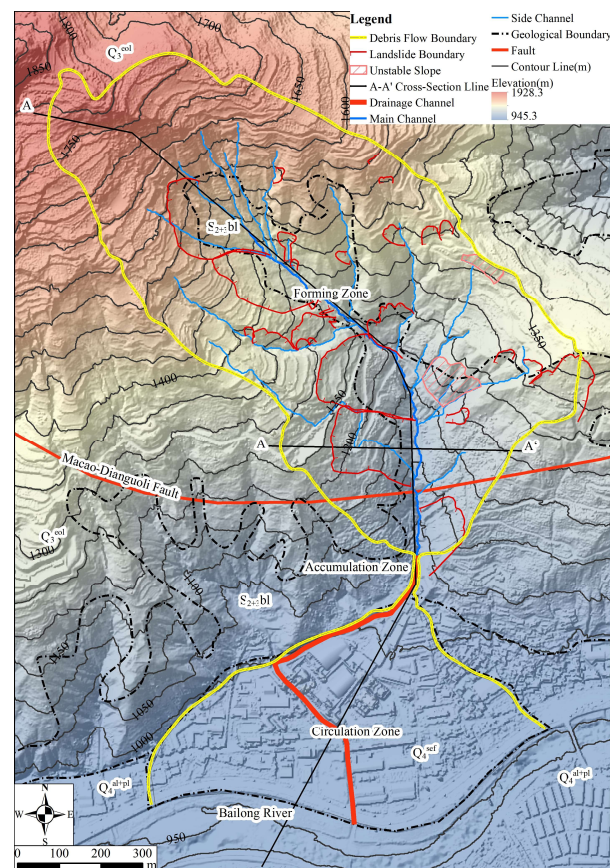 Legend
Debris Flow Boundary
Landslide Boundary
Unstable Slope
A-A' Cross-Section Lline
Drainage Channel
Main Channel
Side Channel
Geological Boundary
Fault
Contour Line(m)
Elevation(m)
1928.3
945.3
1800
1700
Q₃ᵉᵒˡ
1850
1650
A
1600
1750
S₂₊₃bl
Forming Zone
1350
1400
1250
1200
A
A'
Macao-Dianguoli Fault
Q₃ᵉᵒˡ
1300
Accumulation Zone
1100
S₂₊₃bl
1150
1050
1000
Circulation Zone
Q₄ˢᵉᶠ
Q₄ᵃˡ⁺ᵖˡ
Q₄ᵃˡ⁺ᵖˡ
Bailong River
950
N
W E
S
0 100 200 300
m